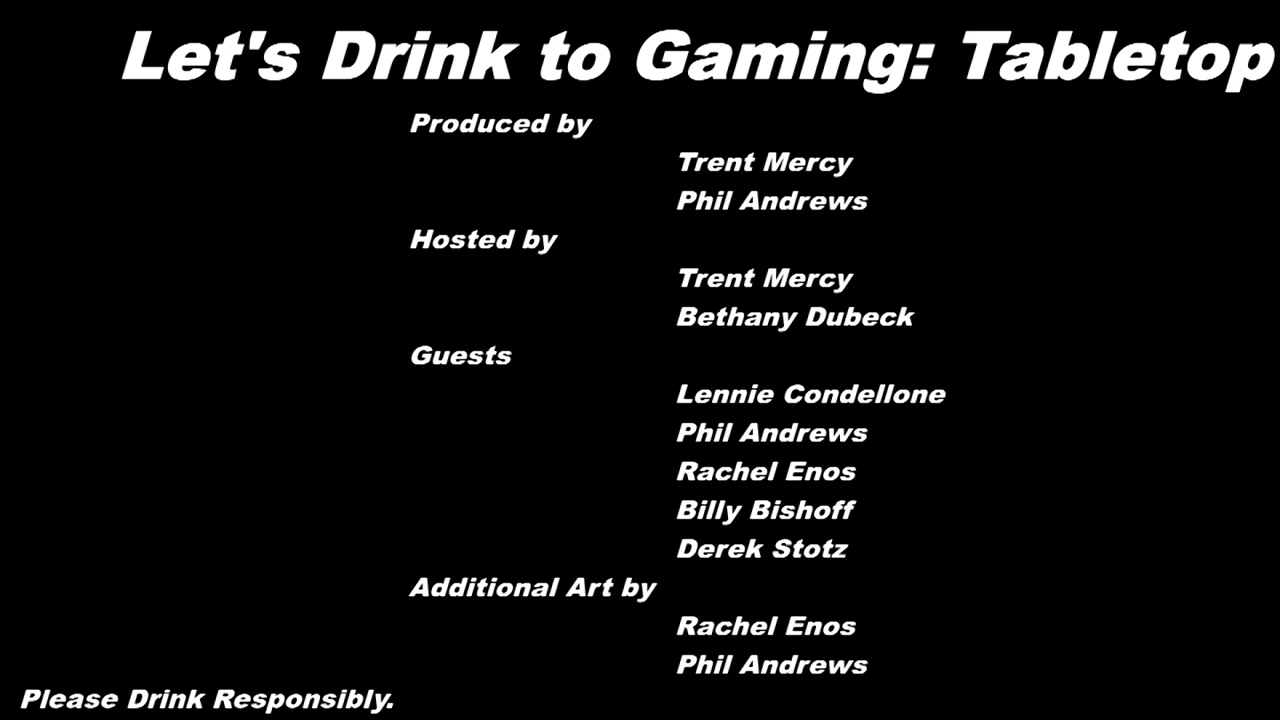 Let's Drink to Gaming: Tabletop
Produced by
Trent Mercy
Phil Andrews
Hosted by
Trent Mercy
Bethany Dubeck
Guests
Lennie Condellone
Phil Andrews
Rachel Enos
Billy Bishoff
Derek Stotz
Additional Art by
Rachel Enos
Phil Andrews
Please Drink Responsibly.